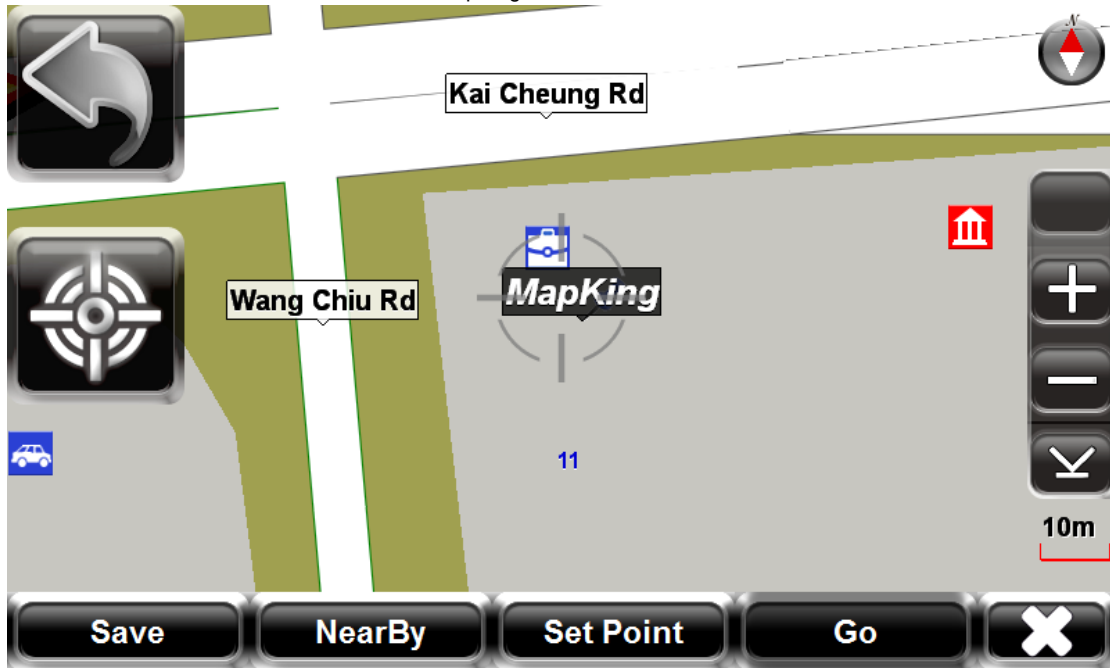 N
Kai Cheung Rd
Wang Chiu Rd
MapKing
11
10m
Save
NearBy
Set Point
Go